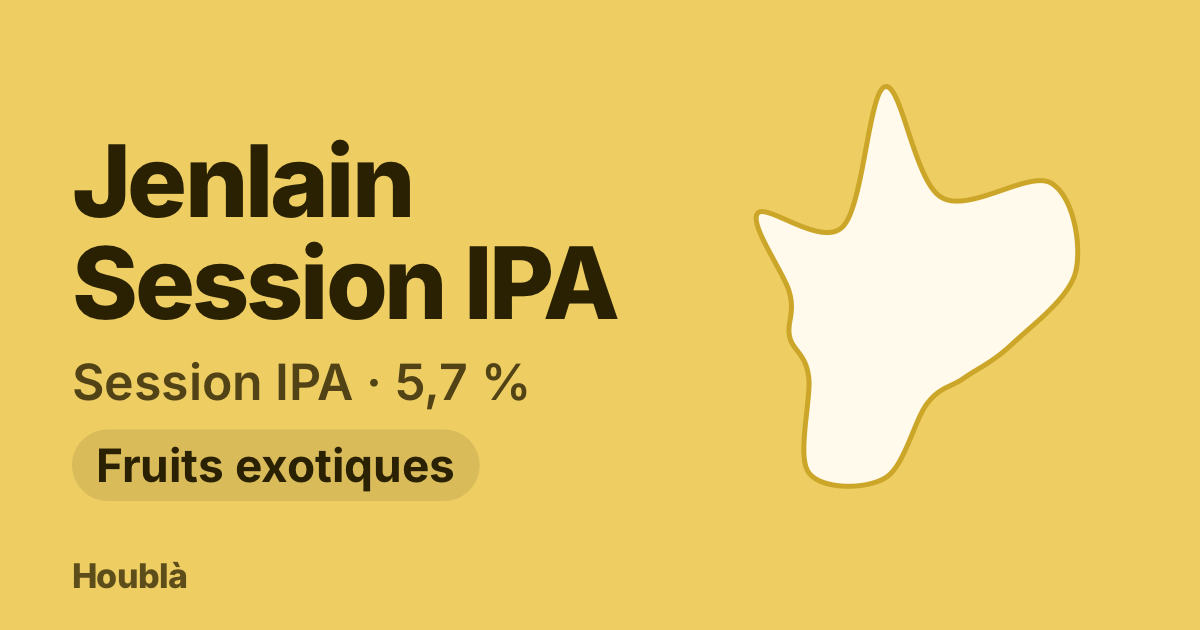 Jenlain
Session IPA
Session IPA · 5,7 %
Fruits exotiques
Houblà